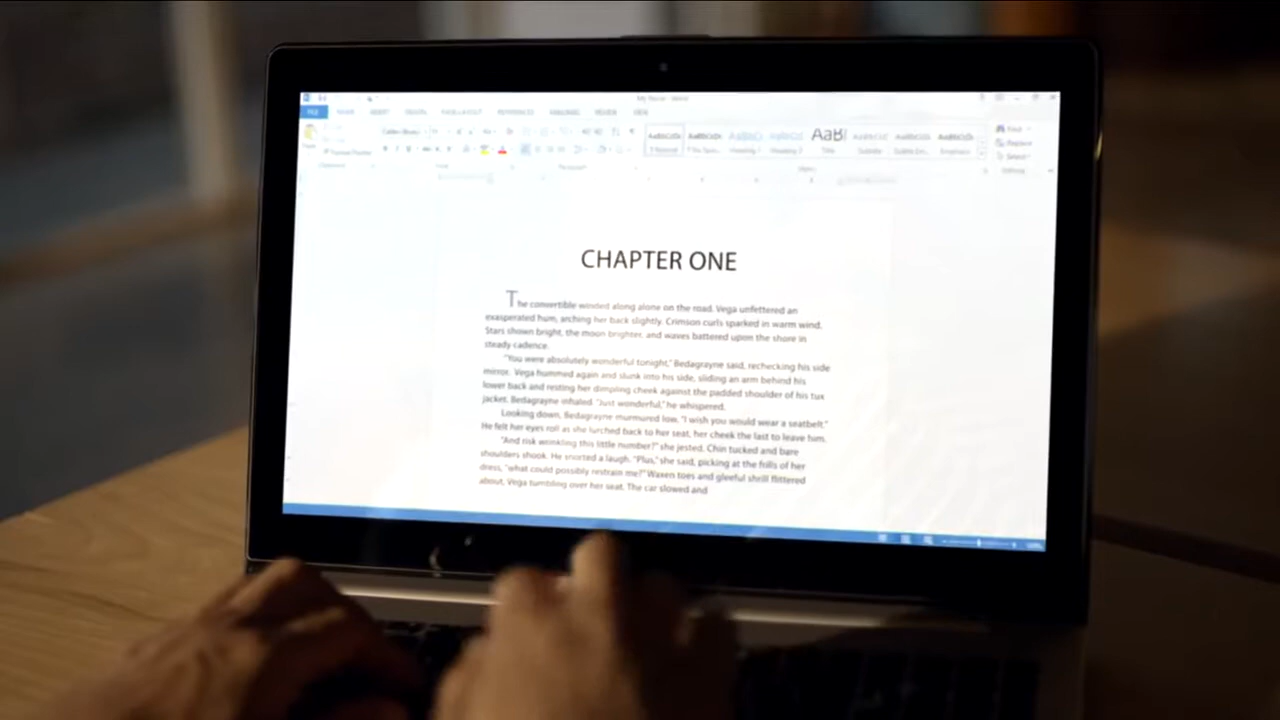 FILE
AaBl
CHAPTER ONE
The convertible winded along alone on the road. Vega unfettered an
exasperated hum, arching her back slightly. Crimson curls sparked in warm wind.
Stars shown bright, the moon brighter, and waves battered upon the shore in
steady cadence.
"You were absolutely wonderful tonight," Bedagrayne said, rechecking his side
mirror. Vega hummed again and slunk into his side, sliding an arm behind his
lower back and resting her dimpling cheek against the padded shoulder of his tux
jacket. Bedagrayne inhaled. "Just wonderful," he whispered.
Looking down, Bedagrayne murmured low, "I wish you would wear a seatbelt."
He felt her eyes roll as she lurched back to her seat, her cheek the last to leave him.
"And risk wrinkling this little number?" she jested. Chin tucked and bare
shoulders shook. He snorted a laugh. "Plus," she said, picking at the frills of her
dress, "what could possibly restrain me?" Waxen toes and gleeful shrill flittered
about, Vega tumbling over her seat. The car slowed and